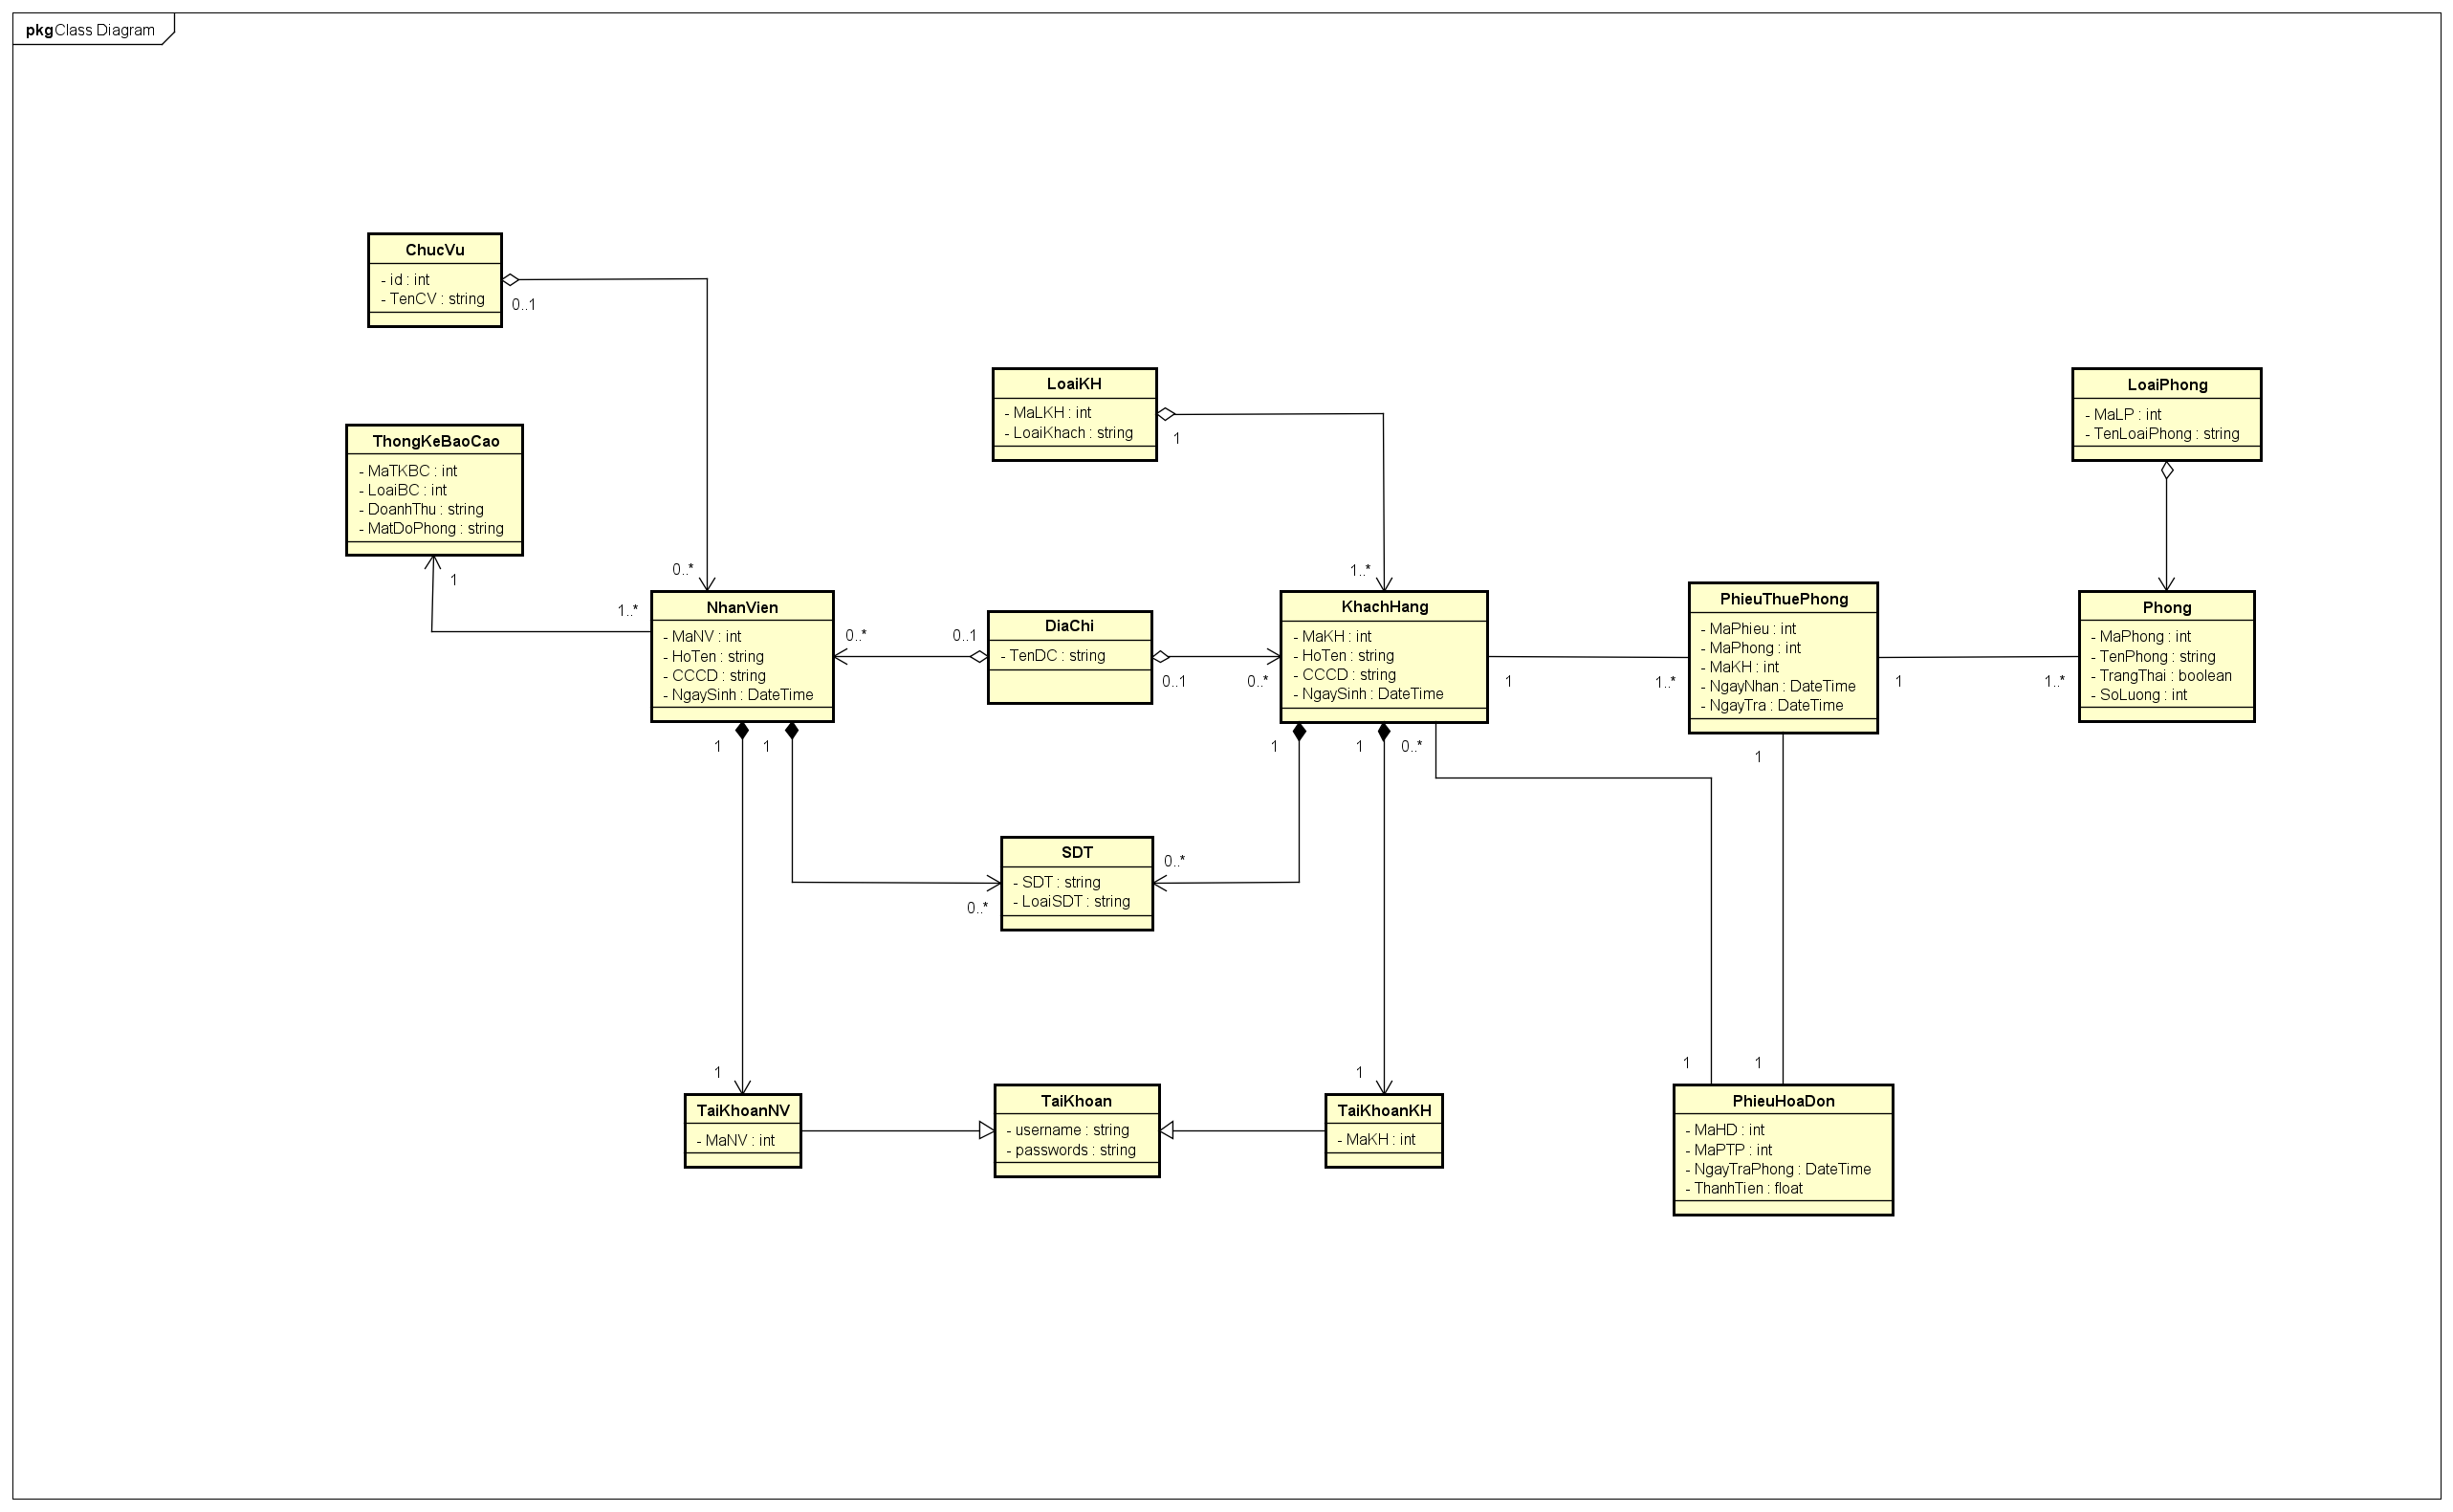 pkg Class Diagram
ChucVu
- id : int
- TenCV : string
0..1
0..*
ThongKeBaoCao
- MaTKBC : int
- LoaiBC : int
- DoanhThu : string
- MatDoPhong : string
1
1..*
LoaiKH
- MaLKH : int
- LoaiKhach : string
1
1..*
LoaiPhong
- MaLP : int
- TenLoaiPhong : string
NhanVien
- MaNV : int
- HoTen : string
- CCCD : string
- NgaySinh : DateTime
0..*
0..1
DiaChi
- TenDC : string
0..1
0..*
KhachHang
- MaKH : int
- HoTen : string
- CCCD : string
- NgaySinh : DateTime
1
1..*
PhieuThuePhong
- MaPhieu : int
- MaPhong : int
- MaKH : int
- NgayNhan : DateTime
- NgayTra : DateTime
1
1..*
Phong
- MaPhong : int
- TenPhong : string
- TrangThai : boolean
- SoLuong : int
1
1
1
1
0..*
1
SDT
- SDT : string
- LoaiSDT : string
0..*
0..*
1
1
1
1
TaiKhoanNV
- MaNV : int
TaiKhoan
- username : string
- passwords : string
TaiKhoanKH
- MaKH : int
PhieuHoaDon
- MaHD : int
- MaPTP : int
- NgayTraPhong : DateTime
- ThanhTien : float